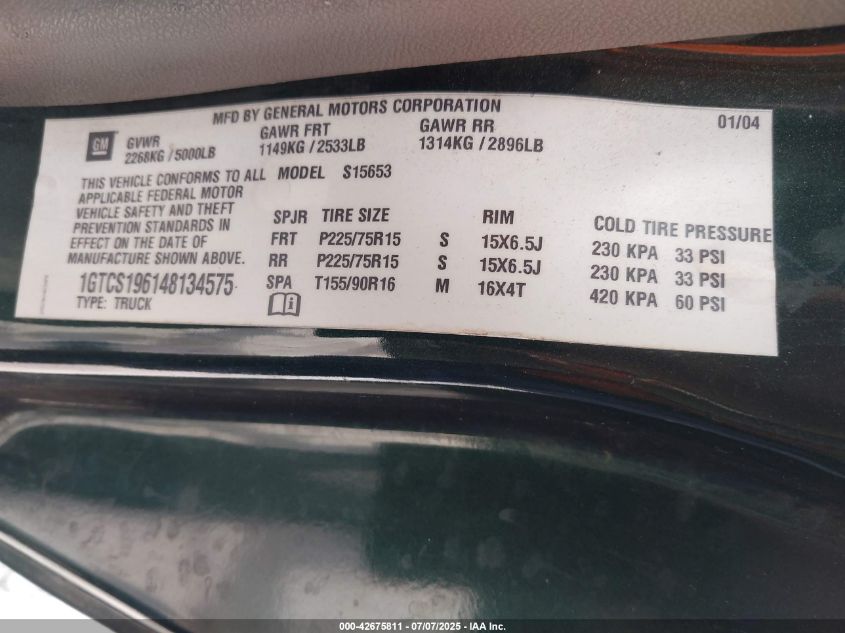 MFD BY GENERAL MOTORS CORPORATION 01/04
GM
GVWR GAWR FRT GAWR RR
2268KG / 5000LB 1149KG / 2533LB 1314KG / 2896LB
THIS VEHICLE CONFORMS TO ALL MODEL S15653
APPLICABLE FEDERAL MOTOR
VEHICLE SAFETY AND THEFT
PREVENTION STANDARDS IN
EFFECT ON THE DATE OF
MANUFACTURE SHOWN ABOVE.
1GTCS196148134575
TYPE: TRUCK
SPJR TIRE SIZE RIM COLD TIRE PRESSURE
FRT P225/75R15 S 15X6.5J 230 KPA 33 PSI
RR P225/75R15 S 15X6.5J 230 KPA 33 PSI
SPA T155/90R16 M 16X4T 420 KPA 60 PSI
000-42675811 - 07/07/2025 - IAA Inc.